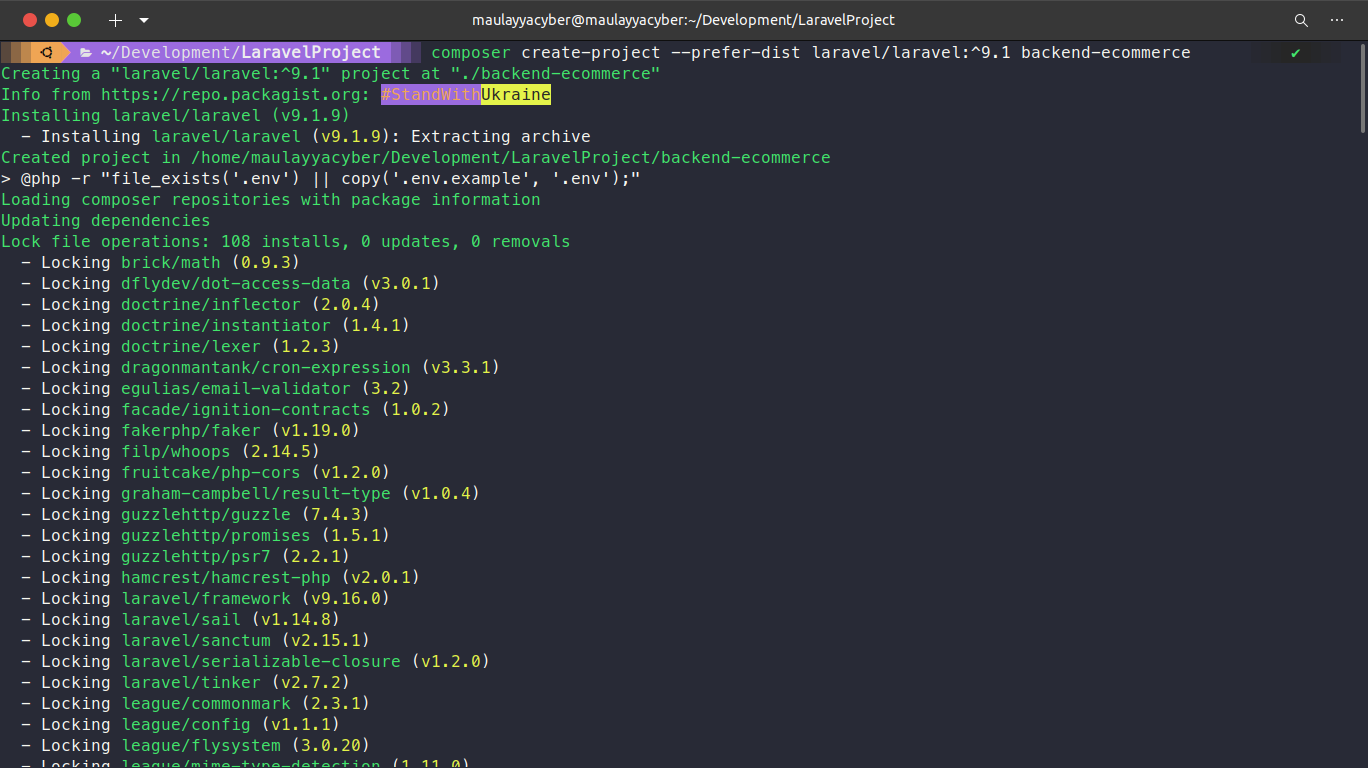 maulayyacyber@maulayyacyber:~/Development/LaravelProject
~/Development/LaravelProject composer create-project --prefer-dist laravel/laravel:^9.1 backend-ecommerce ✔
Creating a "laravel/laravel:^9.1" project at "./backend-ecommerce"
Info from https://repo.packagist.org: #StandWithUkraine
Installing laravel/laravel (v9.1.9)
- Installing laravel/laravel (v9.1.9): Extracting archive
Created project in /home/maulayyacyber/Development/LaravelProject/backend-ecommerce
> @php -r "file_exists('.env') || copy('.env.example', '.env');"
Loading composer repositories with package information
Updating dependencies
Lock file operations: 108 installs, 0 updates, 0 removals
- Locking brick/math (0.9.3)
- Locking dflydev/dot-access-data (v3.0.1)
- Locking doctrine/inflector (2.0.4)
- Locking doctrine/instantiator (1.4.1)
- Locking doctrine/lexer (1.2.3)
- Locking dragonmantank/cron-expression (v3.3.1)
- Locking egulias/email-validator (3.2)
- Locking facade/ignition-contracts (1.0.2)
- Locking fakerphp/faker (v1.19.0)
- Locking filp/whoops (2.14.5)
- Locking fruitcake/php-cors (v1.2.0)
- Locking graham-campbell/result-type (v1.0.4)
- Locking guzzlehttp/guzzle (7.4.3)
- Locking guzzlehttp/promises (1.5.1)
- Locking guzzlehttp/psr7 (2.2.1)
- Locking hamcrest/hamcrest-php (v2.0.1)
- Locking laravel/framework (v9.16.0)
- Locking laravel/sail (v1.14.8)
- Locking laravel/sanctum (v2.15.1)
- Locking laravel/serializable-closure (v1.2.0)
- Locking laravel/tinker (v2.7.2)
- Locking league/commonmark (2.3.1)
- Locking league/config (v1.1.1)
- Locking league/flysystem (3.0.20)
- Locking league/mime-type-detection (1.11.0)